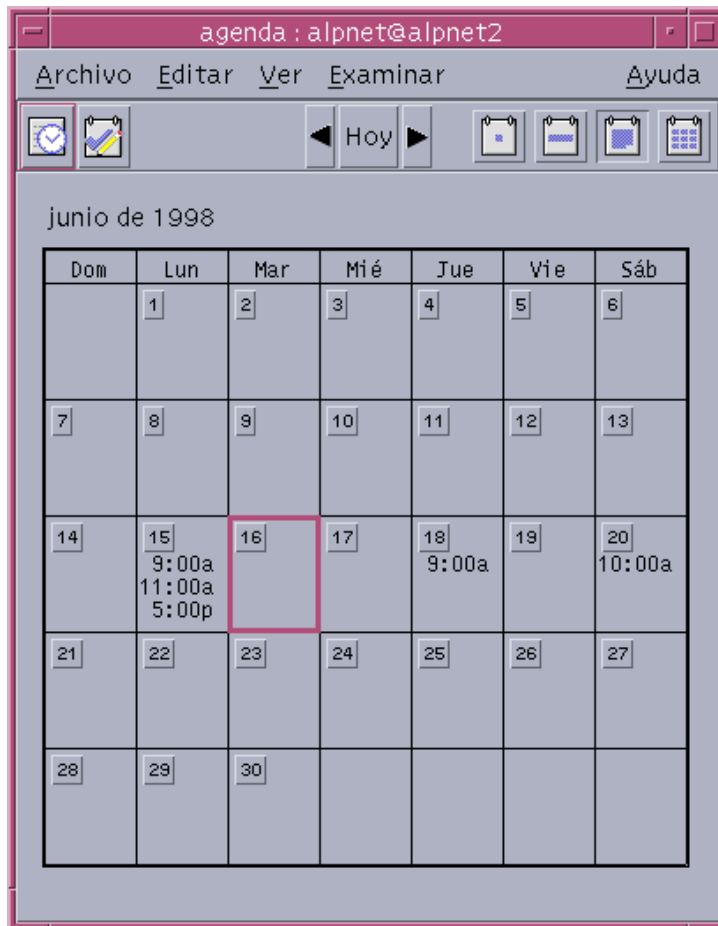 agenda : alpnet@alpnet2
Archivo Editar Ver Examinar Ayuda
Hoy
junio de 1998
Dom Lun Mar Mié Jue Vie Sáb
1 2 3 4 5 6
7 8 9 10 11 12 13
14 15 16 17 18 19 20
9:00a 9:00a 10:00a
11:00a
5:00p
21 22 23 24 25 26 27
28 29 30